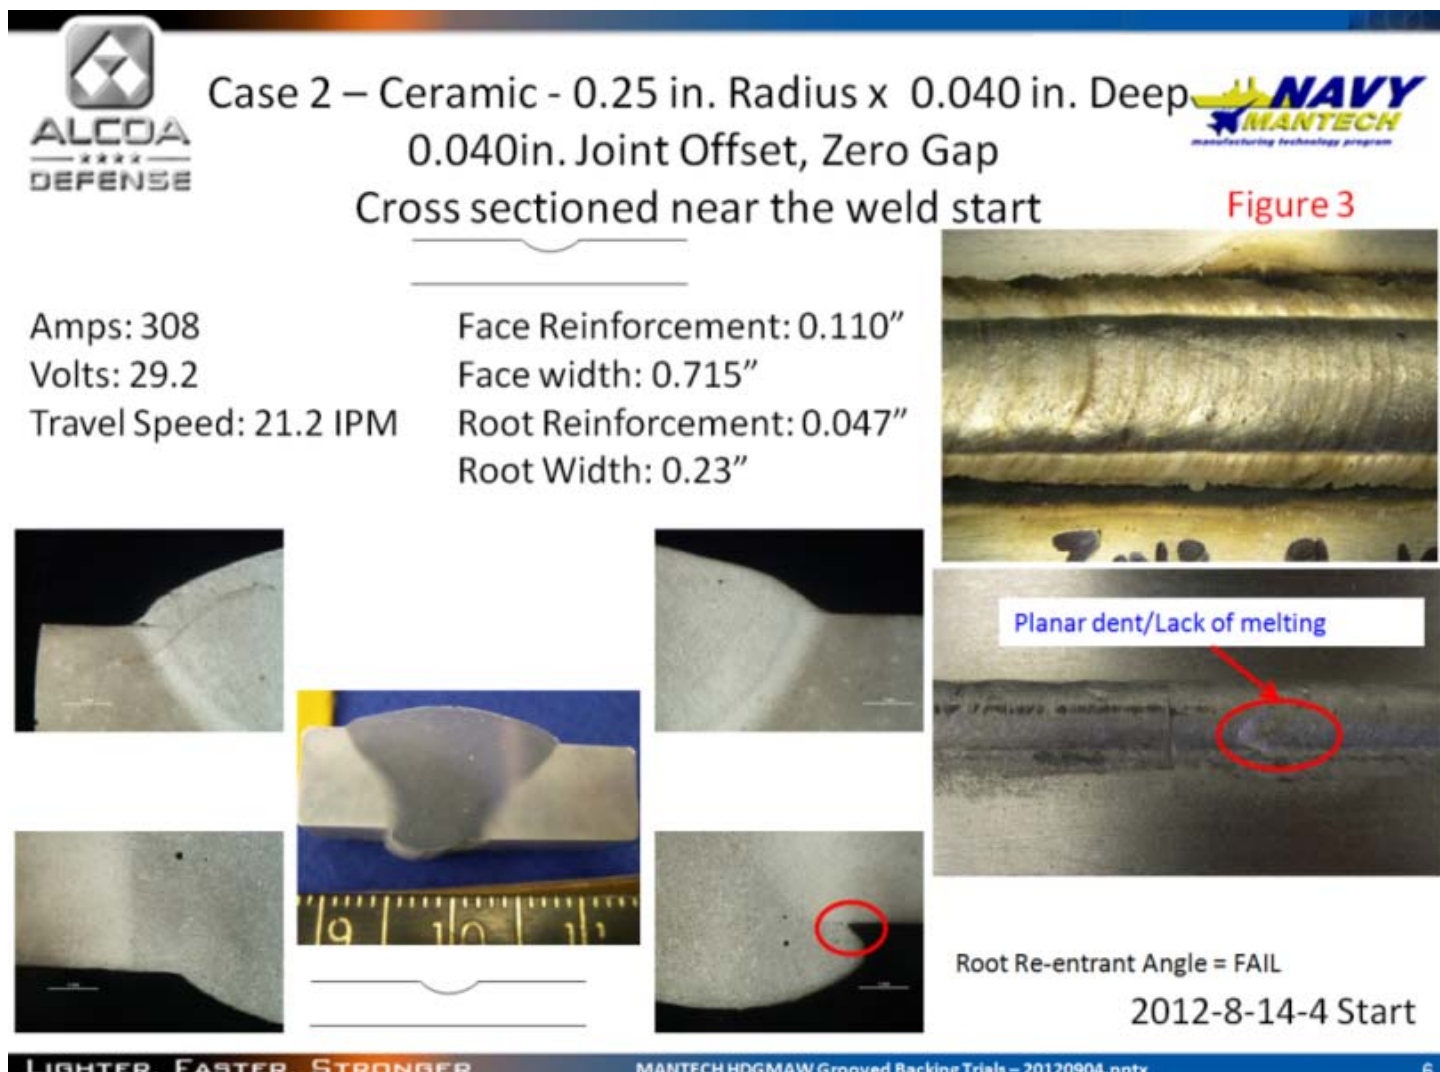 ALCOA
DEFENSE
Case 2 – Ceramic - 0.25 in. Radius x 0.040 in. Deep
0.040in. Joint Offset, Zero Gap
Cross sectioned near the weld start
NAVY
MANTECH
manufacturing technology program
Figure 3
Amps: 308
Volts: 29.2
Travel Speed: 21.2 IPM
Face Reinforcement: 0.110”
Face width: 0.715”
Root Reinforcement: 0.047”
Root Width: 0.23”
Planar dent/Lack of melting
9 10 11
Root Re-entrant Angle = FAIL
2012-8-14-4 Start
LIGHTER. FASTER. STRONGER.
MANTECH HDGMAW Grooved Backing Trials – 20120904.pptx
6